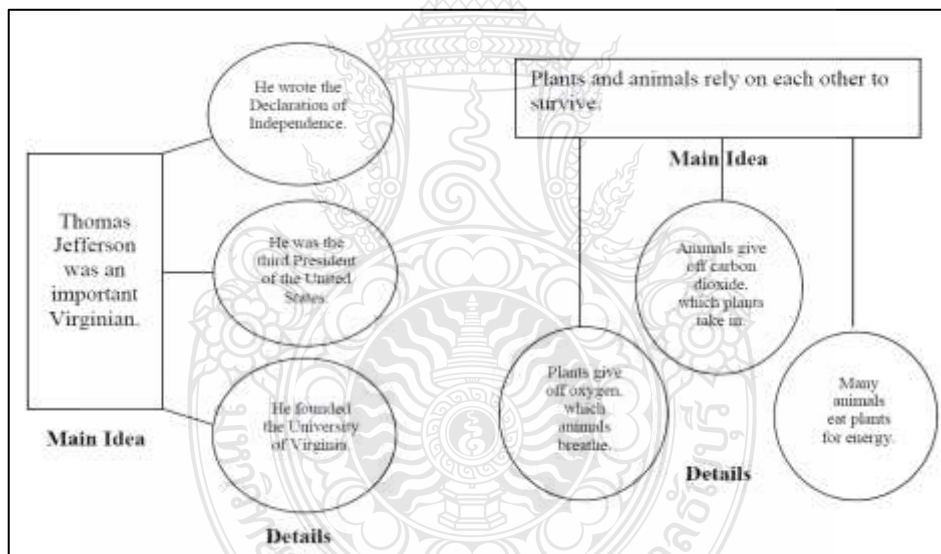 Thomas
Jefferson
was an
important
Virginian.
Main Idea
He wrote the
Declaration of
Independence.
He was the
third President
of the United
States.
He founded
the University
of Virginia.
Details
Plants and animals rely on each other to
survive.
Main Idea
Plants give
off oxygen,
which
animals
breathe.
Animals give
off carbon
dioxide,
which plants
take in.
Many
animals
eat plants
for energy.
Details